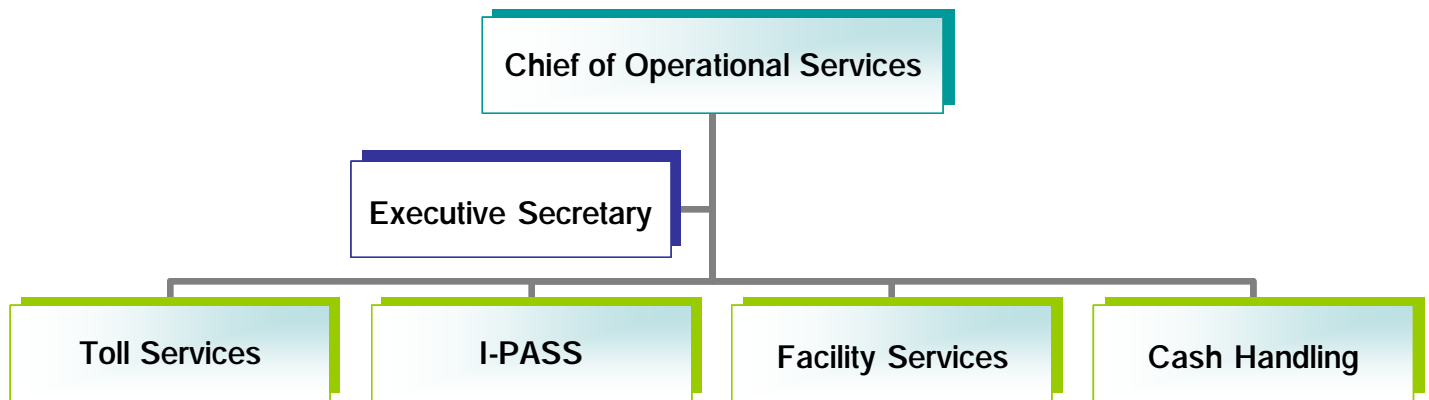 Chief of Operational Services
Executive Secretary
Toll Services
I-PASS
Facility Services
Cash Handling